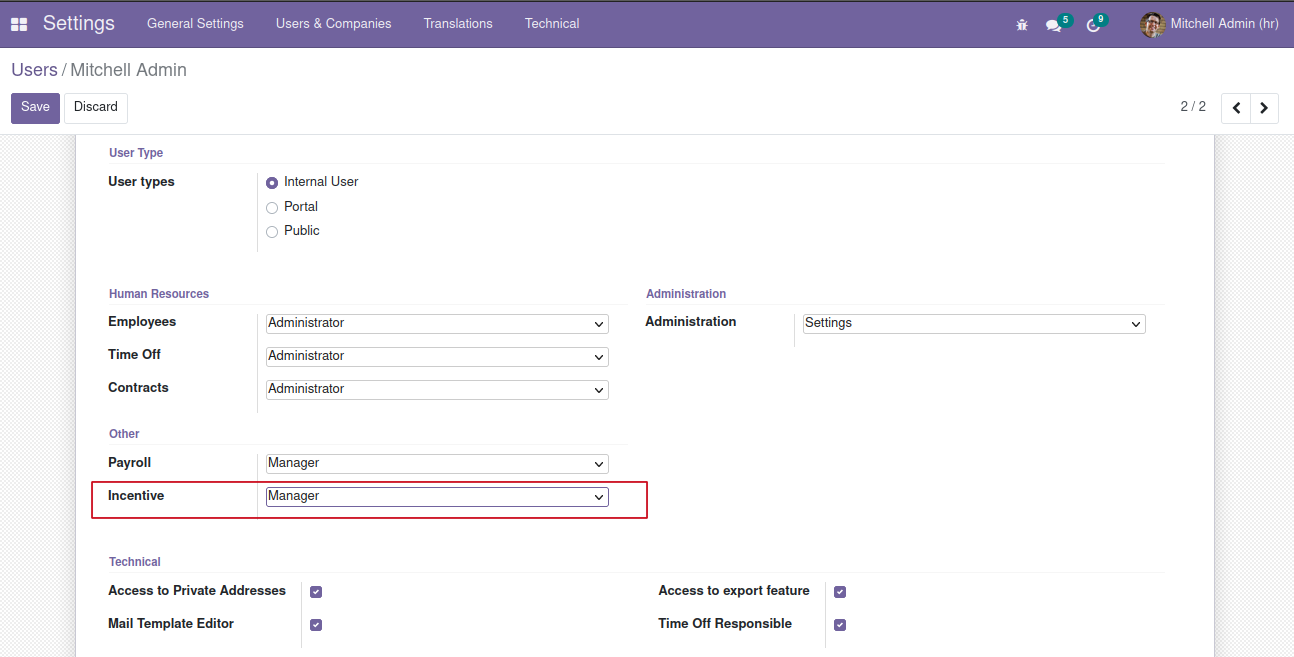 Settings General Settings Users & Companies Translations Technical 5 9 Mitchell Admin (hr)
Users / Mitchell Admin
Save Discard 2 / 2
User Type
User types Internal User
Portal
Public
Human Resources Administration
Employees Administrator Administration Settings
Time Off Administrator
Contracts Administrator
Other
Payroll Manager
Incentive Manager
Technical
Access to Private Addresses Access to export feature
Mail Template Editor Time Off Responsible